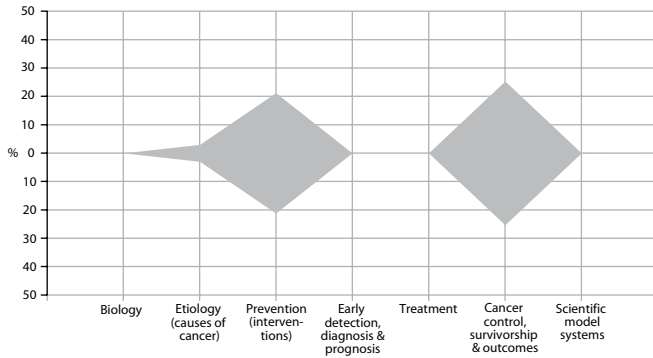 50
40
30
20
10
% 0
10
20
30
40
50
Biology
Etiology
(causes of
cancer)
Prevention
(interven-
tions)
Early
detection,
diagnosis &
prognosis
Treatment
Cancer
control,
survivorship
& outcomes
Scientific
model
systems